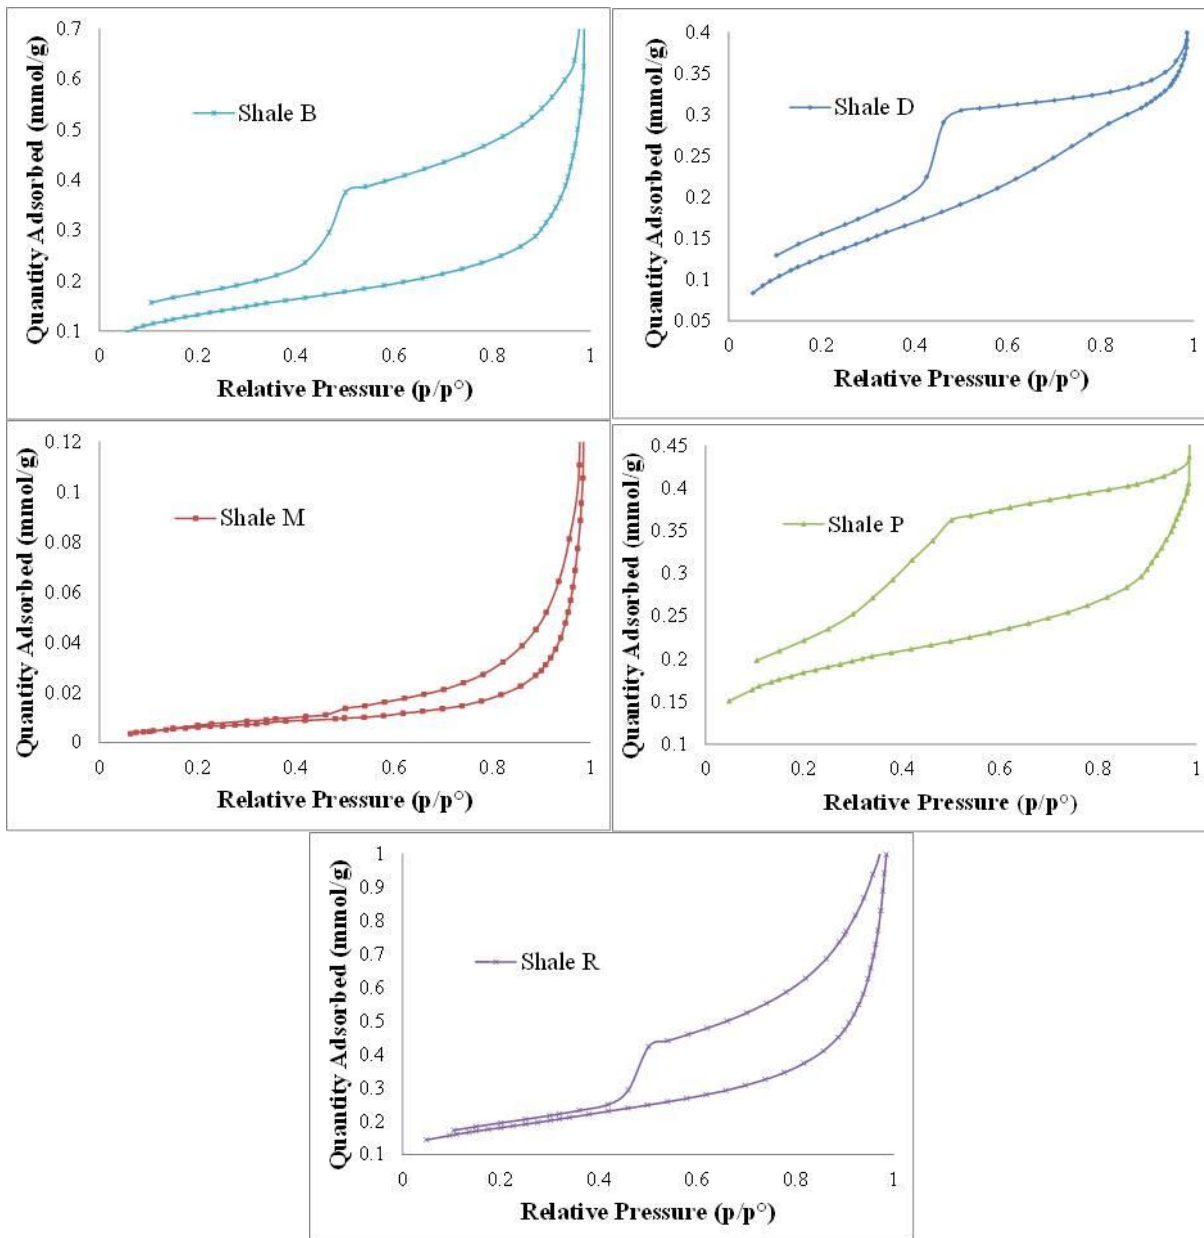 Quantity Adsorbed (mmol/g)
0.7
0.6
0.5
0.4
0.3
0.2
0.1
Shale B
0 0.2 0.4 0.6 0.8 1
Relative Pressure (p/p°)
Quantity Adsorbed (mmol/g)
0.4
0.35
0.3
0.25
0.2
0.15
0.1
0.05
Shale D
0 0.2 0.4 0.6 0.8 1
Relative Pressure (p/p°)
Quantity Adsorbed (mmol/g)
0.12
0.1
0.08
0.06
0.04
0.02
0
Shale M
0 0.2 0.4 0.6 0.8 1
Relative Pressure (p/p°)
Quantity Adsorbed (mmol/g)
0.45
0.4
0.35
0.3
0.25
0.2
0.15
0.1
Shale P
0 0.2 0.4 0.6 0.8 1
Relative Pressure (p/p°)
Quantity Adsorbed (mmol/g)
1
0.9
0.8
0.7
0.6
0.5
0.4
0.3
0.2
0.1
Shale R
0 0.2 0.4 0.6 0.8 1
Relative Pressure (p/p°)